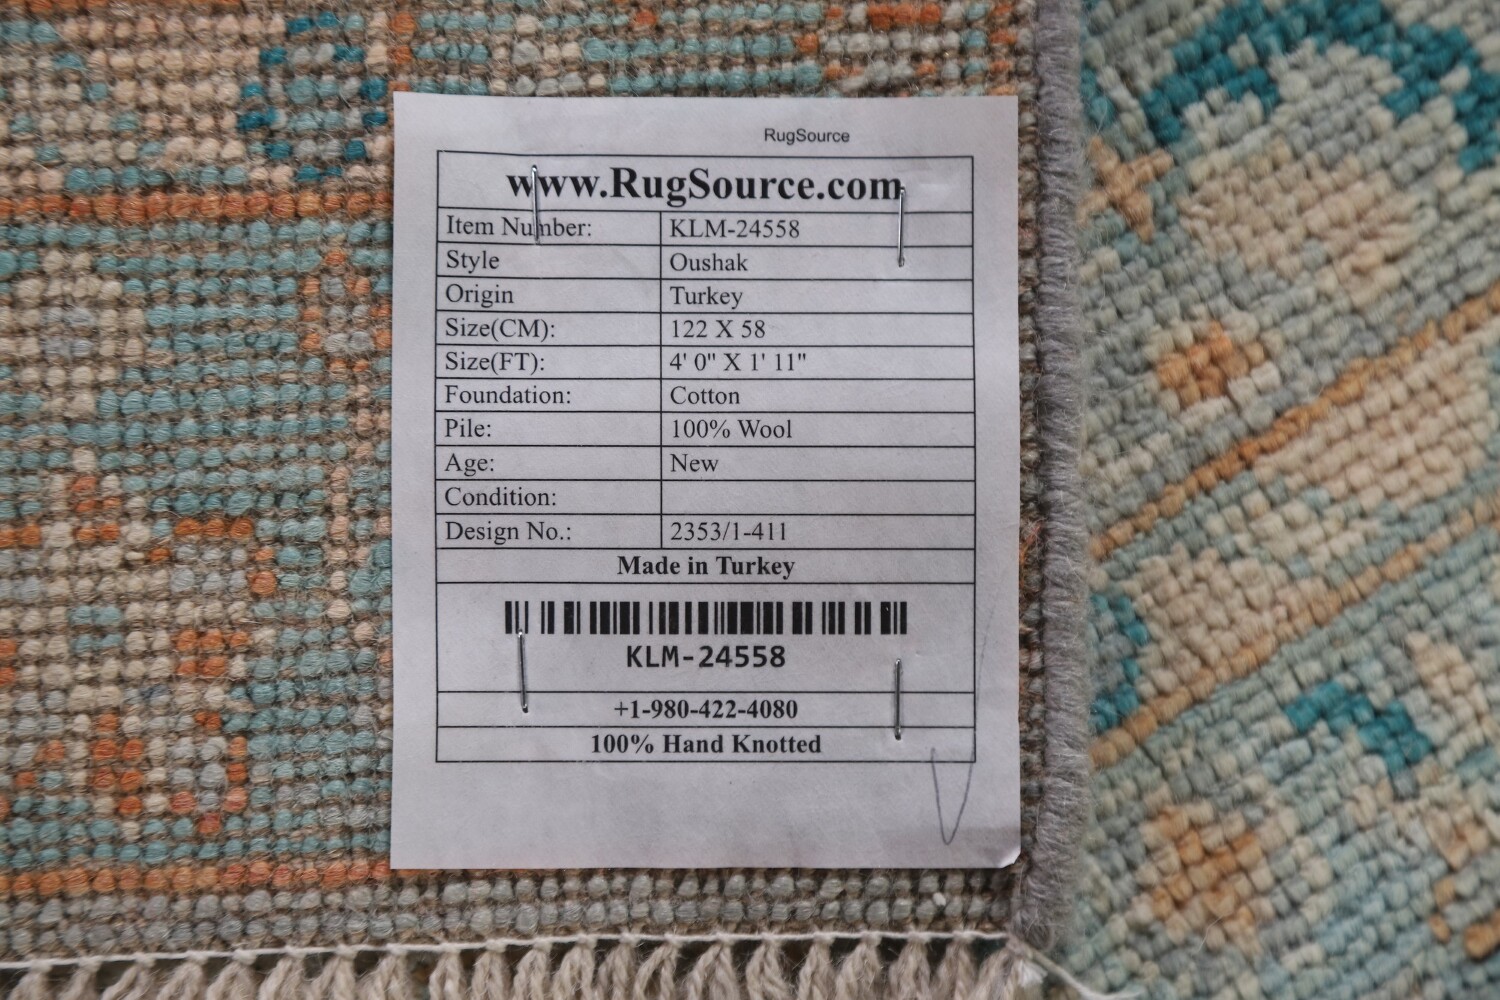 RugSource
www.RugSource.com
Item Number: KLM-24558
Style Oushak
Origin Turkey
Size(CM): 122 X 58
Size(FT): 4' 0" X 1' 11"
Foundation: Cotton
Pile: 100% Wool
Age: New
Condition:
Design No.: 2353/1-411
Made in Turkey
KLM-24558
+1-980-422-4080
100% Hand Knotted